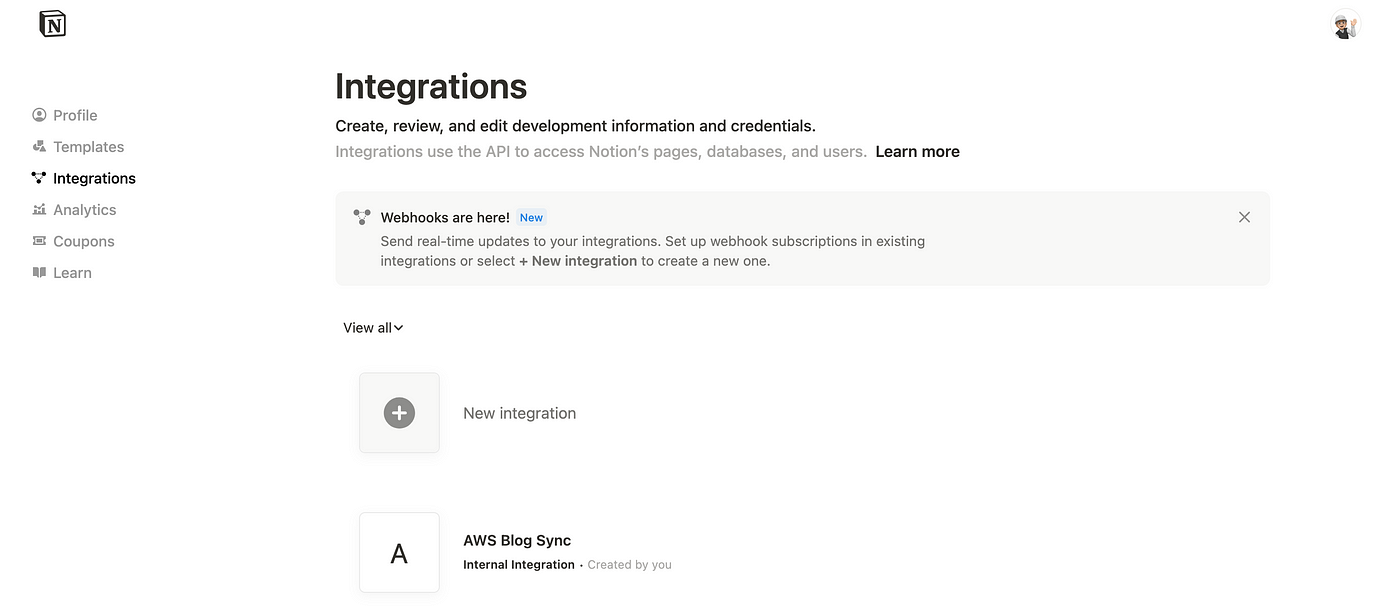 N
Profile
Templates
Integrations
Analytics
Coupons
Learn
Integrations
Create, review, and edit development information and credentials.
Integrations use the API to access Notion’s pages, databases, and users. Learn more
Webhooks are here! New
Send real-time updates to your integrations. Set up webhook subscriptions in existing
integrations or select + New integration to create a new one.
View all
New integration
A
AWS Blog Sync
Internal Integration • Created by you